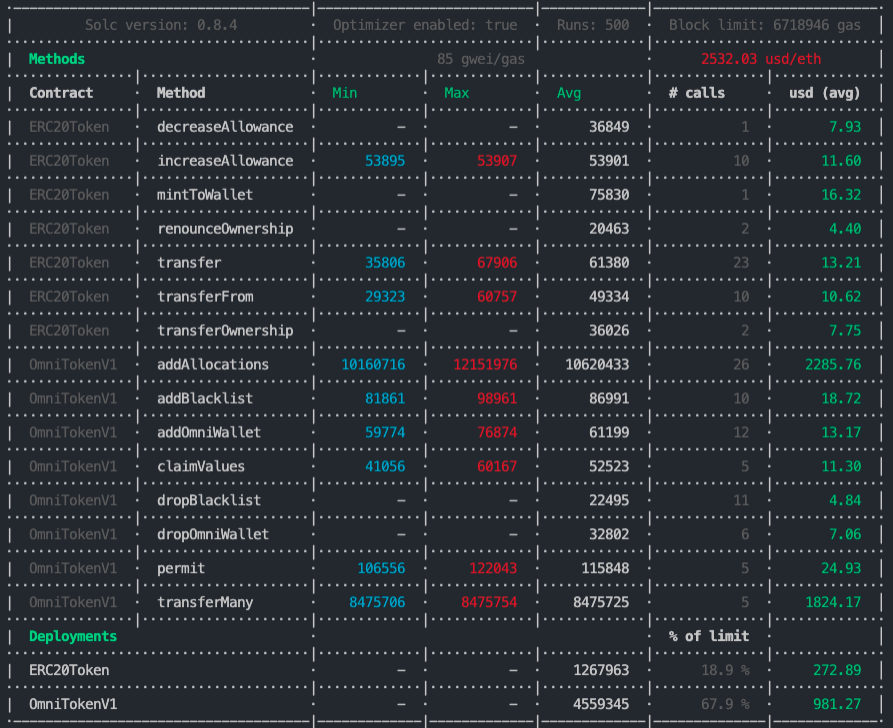 Solc version: 0.8.4 Optimizer enabled: true Runs: 500 Block limit: 6718946 gas
Methods 85 gwei/gas 2532.03 usd/eth
Contract Method Min Max Avg # calls usd (avg)
ERC20Token decreaseAllowance – – 36849 1 7.93
ERC20Token increaseAllowance 53895 53907 53901 10 11.60
ERC20Token mintToWallet – – 75830 1 16.32
ERC20Token renounceOwnership – – 20463 2 4.40
ERC20Token transfer 35806 67906 61380 23 13.21
ERC20Token transferFrom 29323 60757 49334 10 10.62
ERC20Token transferOwnership – – 36026 2 7.75
OmniTokenV1 addAllocations 10160716 12151976 10620433 26 2285.76
OmniTokenV1 addBlacklist 81861 98961 86991 10 18.72
OmniTokenV1 addOmniWallet 59774 76874 61199 12 13.17
OmniTokenV1 claimValues 41056 60167 52523 5 11.30
OmniTokenV1 dropBlacklist – – 22495 11 4.84
OmniTokenV1 dropOmniWallet – – 32802 6 7.06
OmniTokenV1 permit 106556 122043 115848 5 24.93
OmniTokenV1 transferMany 8475706 8475754 8475725 5 1824.17
Deployments % of limit
ERC20Token – – 1267963 18.9 % 272.89
OmniTokenV1 – – 4559345 67.9 % 981.27